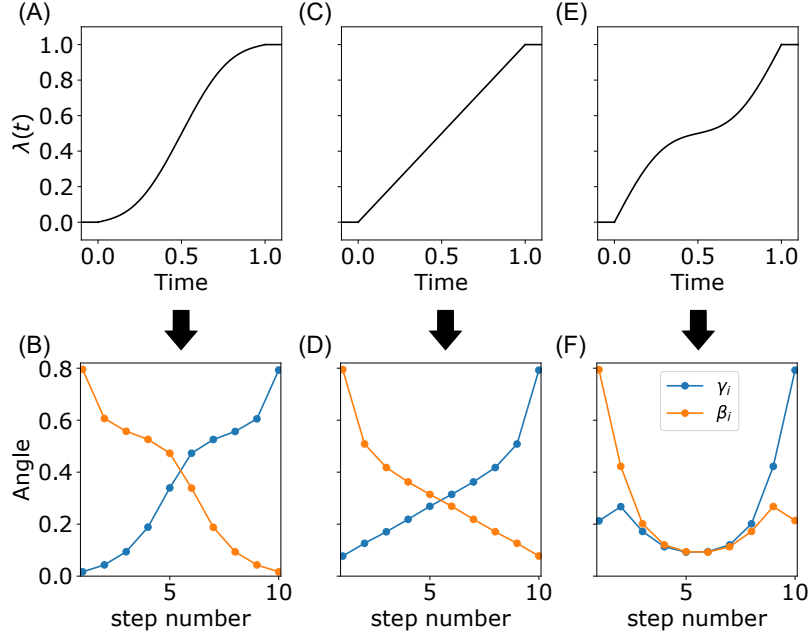 (A)
1.0
0.8
0.6
0.4
0.2
0.0
λ(t)
0.0 0.5 1.0
Time
(C)
0.0 0.5 1.0
Time
(E)
0.0 0.5 1.0
Time
(B)
0.8
0.6
0.4
0.2
0.0
Angle
5 10
step number
(D)
5 10
step number
(F)
γᵢ
βᵢ
5 10
step number